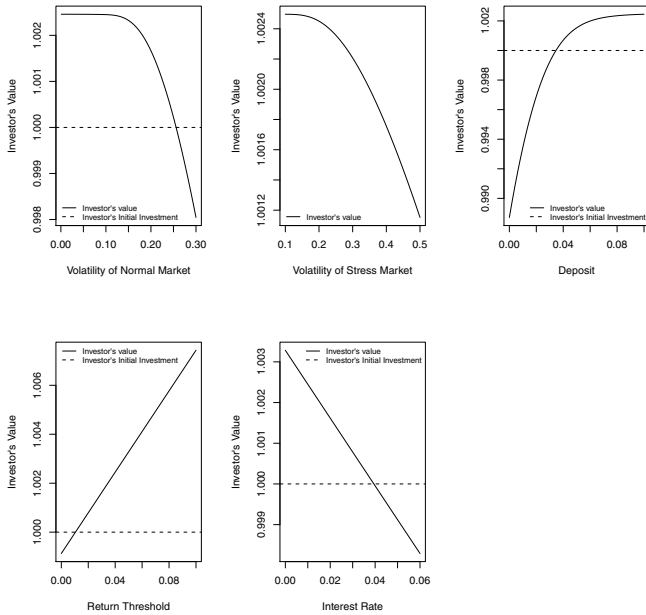 Investor's Value
1.002
1.001
1.000
0.999
0.998
Investor's value
Investor's Initial Investment
0.00
0.10
0.20
0.30
Volatility of Normal Market
Investor's Value
1.0024
1.0020
1.0016
1.0012
Investor's value
0.1
0.2
0.3
0.4
0.5
Volatility of Stress Market
Investor's Value
1.002
0.998
0.994
0.990
Investor's value
Investor's Initial Investment
0.00
0.04
0.08
Deposit
Investor's Value
1.006
1.004
1.002
1.000
Investor's value
Investor's Initial Investment
0.00
0.04
0.08
Return Threshold
Investor's Value
1.003
1.002
1.001
1.000
0.999
Investor's value
Investor's Initial Investment
0.00
0.02
0.04
0.06
Interest Rate